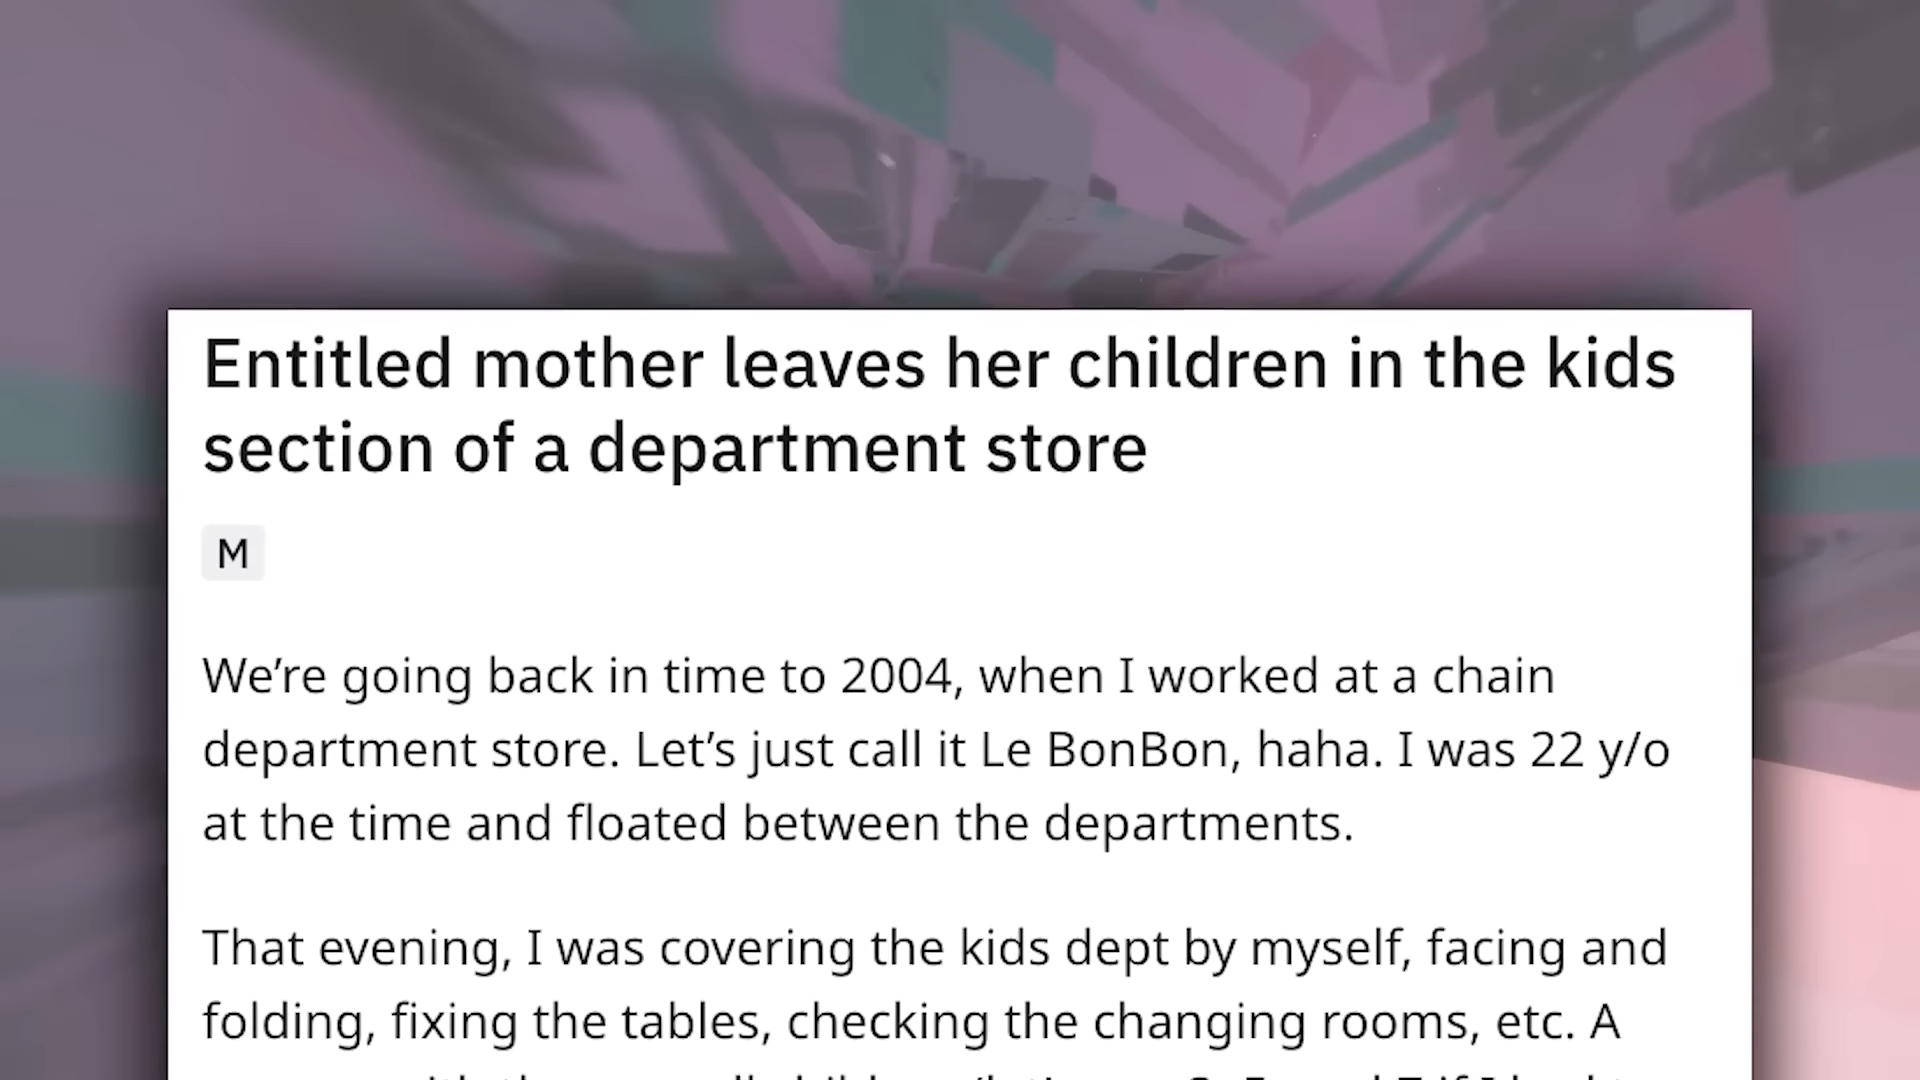 Entitled mother leaves her children in the kids
section of a department store
M
We’re going back in time to 2004, when I worked at a chain
department store. Let’s just call it Le BonBon, haha. I was 22 y/o
at the time and floated between the departments.
That evening, I was covering the kids dept by myself, facing and
folding, fixing the tables, checking the changing rooms, etc. A